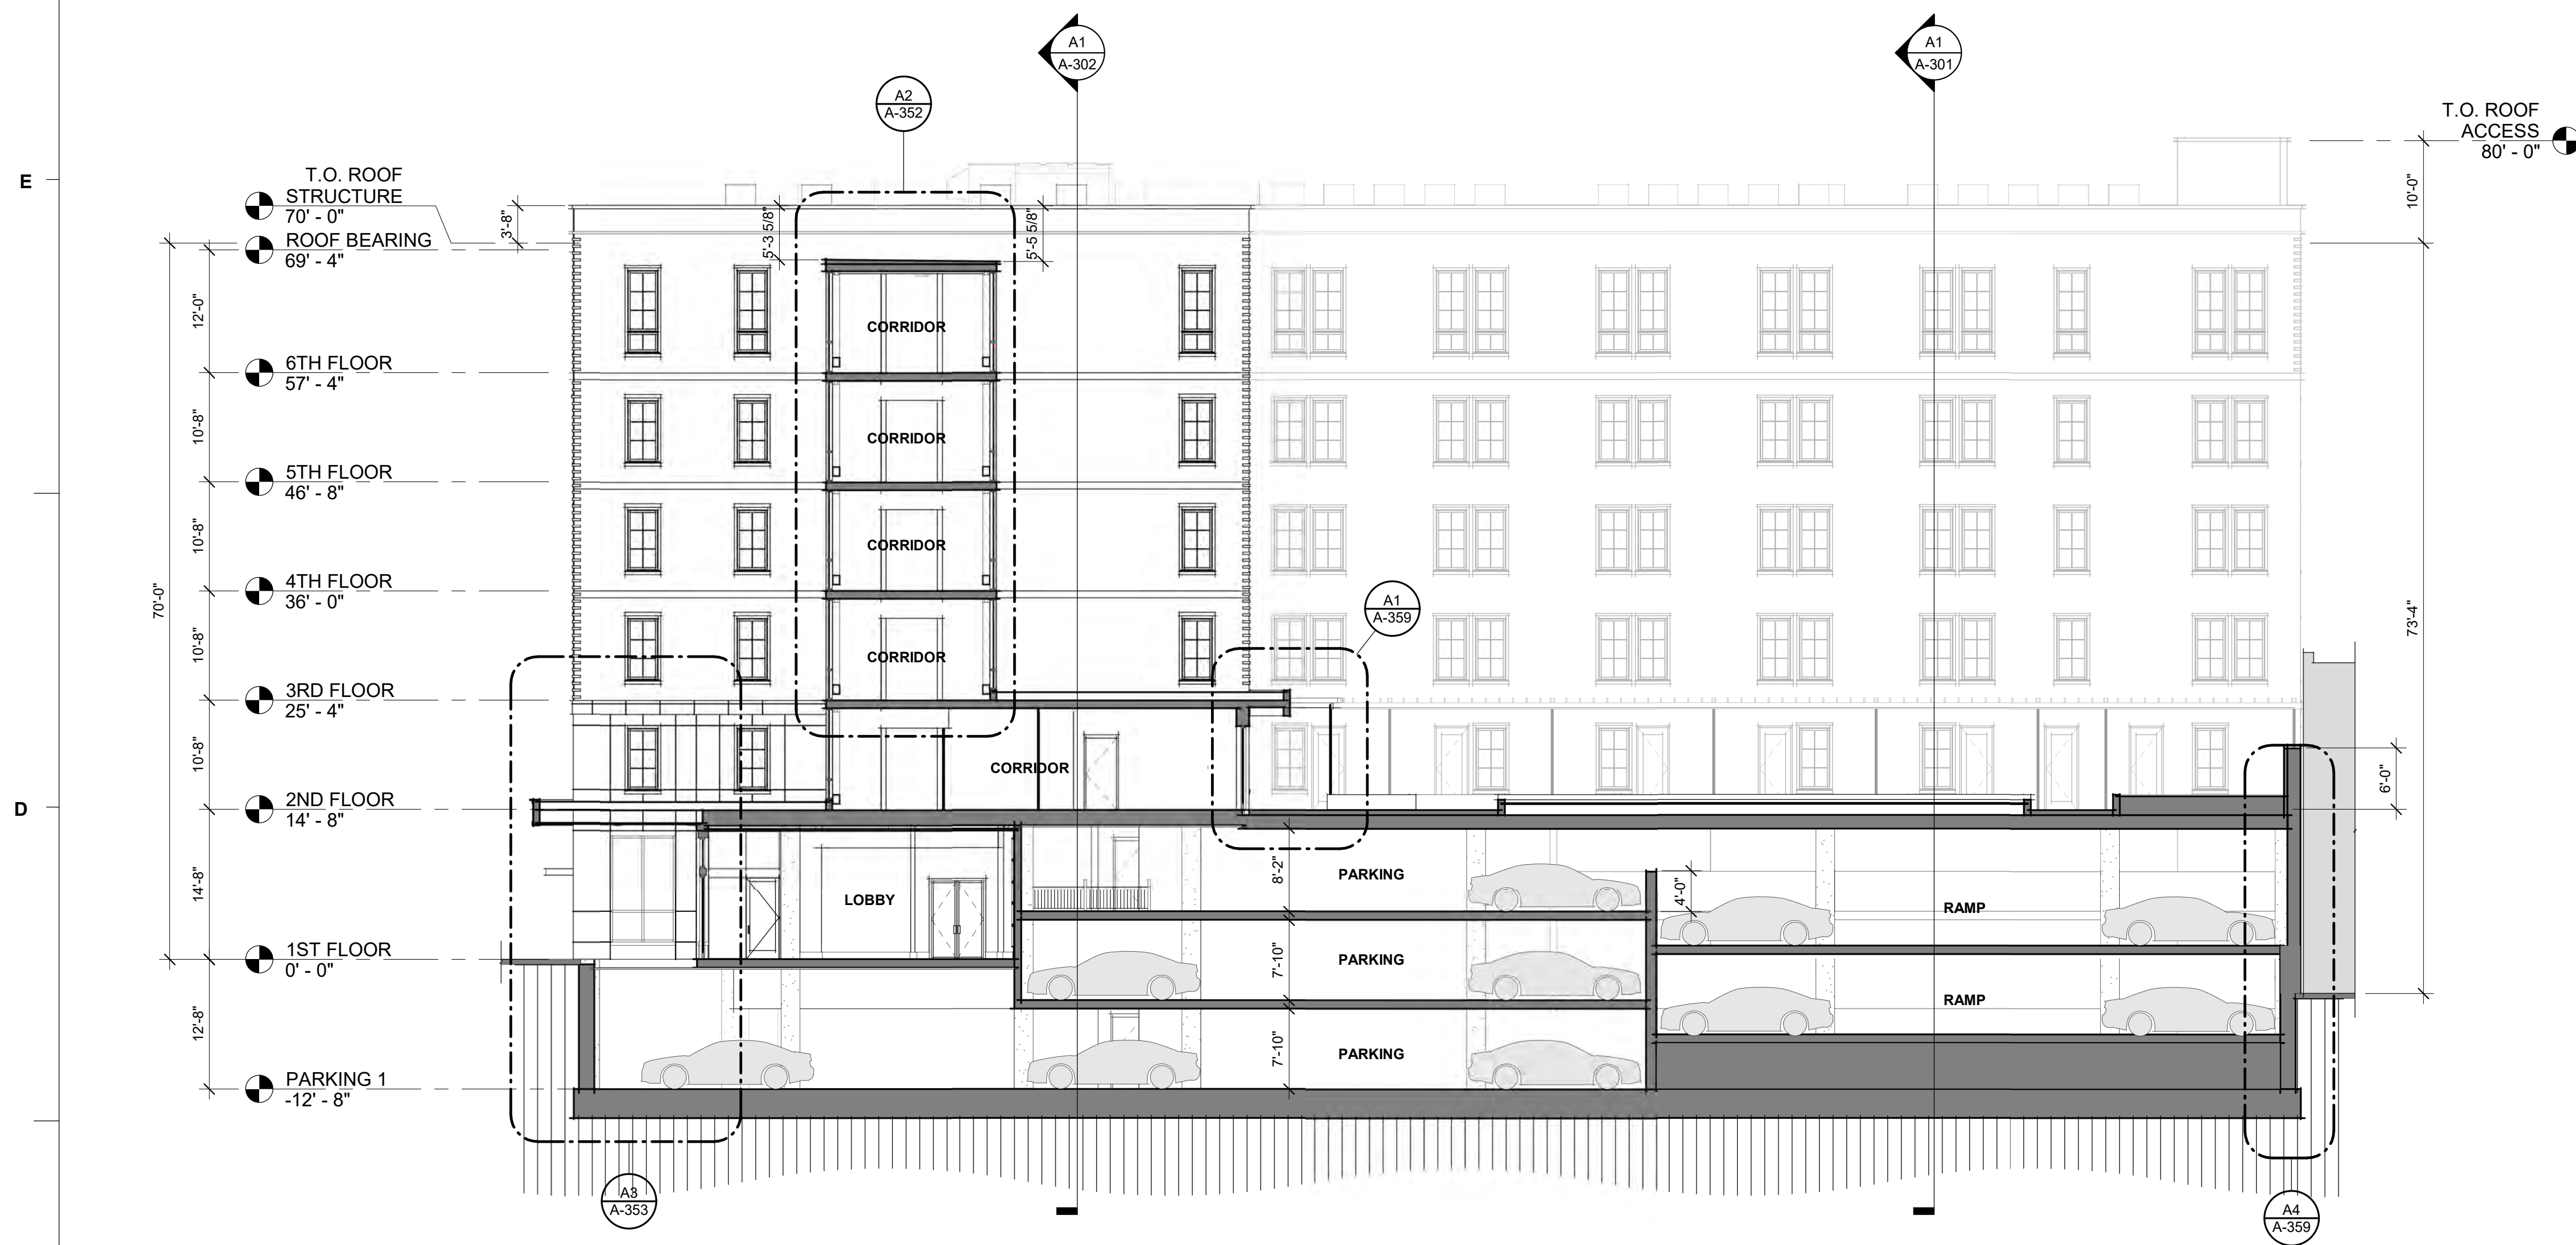 A1
A-302
A1
A-301
A2
A-352
T.O. ROOF
ACCESS
80' - 0"
E
T.O. ROOF
STRUCTURE
70' - 0"
3'-8"
5'-3 5/8"
5'-5 5/8"
10'-0"
ROOF BEARING
69' - 4"
12'-0"
CORRIDOR
6TH FLOOR
57' - 4"
10'-8"
CORRIDOR
5TH FLOOR
46' - 8"
10'-8"
CORRIDOR
4TH FLOOR
36' - 0"
70'-0"
A1
A-359
73'-4"
10'-8"
CORRIDOR
3RD FLOOR
25' - 4"
10'-8"
CORRIDOR
6'-0"
D
2ND FLOOR
14' - 8"
14'-8"
LOBBY
8'-2"
PARKING
4'-0"
RAMP
1ST FLOOR
0' - 0"
7'-10"
PARKING
RAMP
12'-8"
7'-10"
PARKING
PARKING 1
-12' - 8"
A3
A-353
A4
A-359